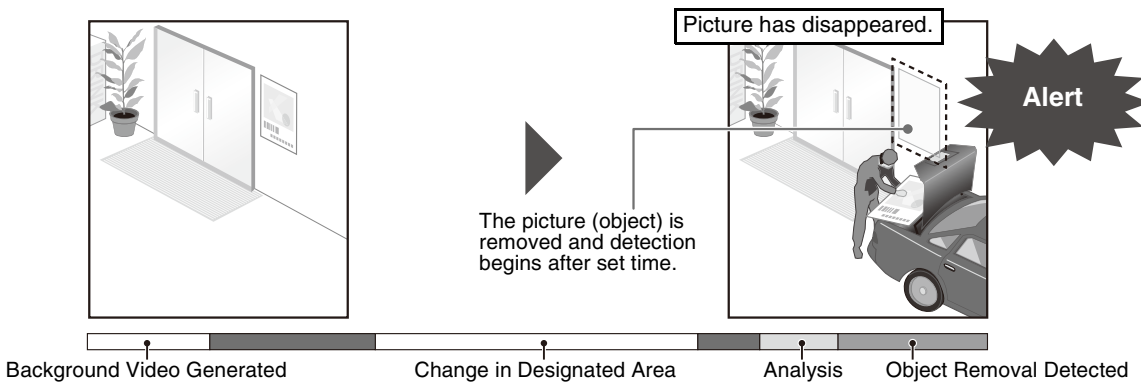 Picture has disappeared.
Alert
The picture (object) is
removed and detection
begins after set time.
Background Video Generated
Change in Designated Area
Analysis
Object Removal Detected